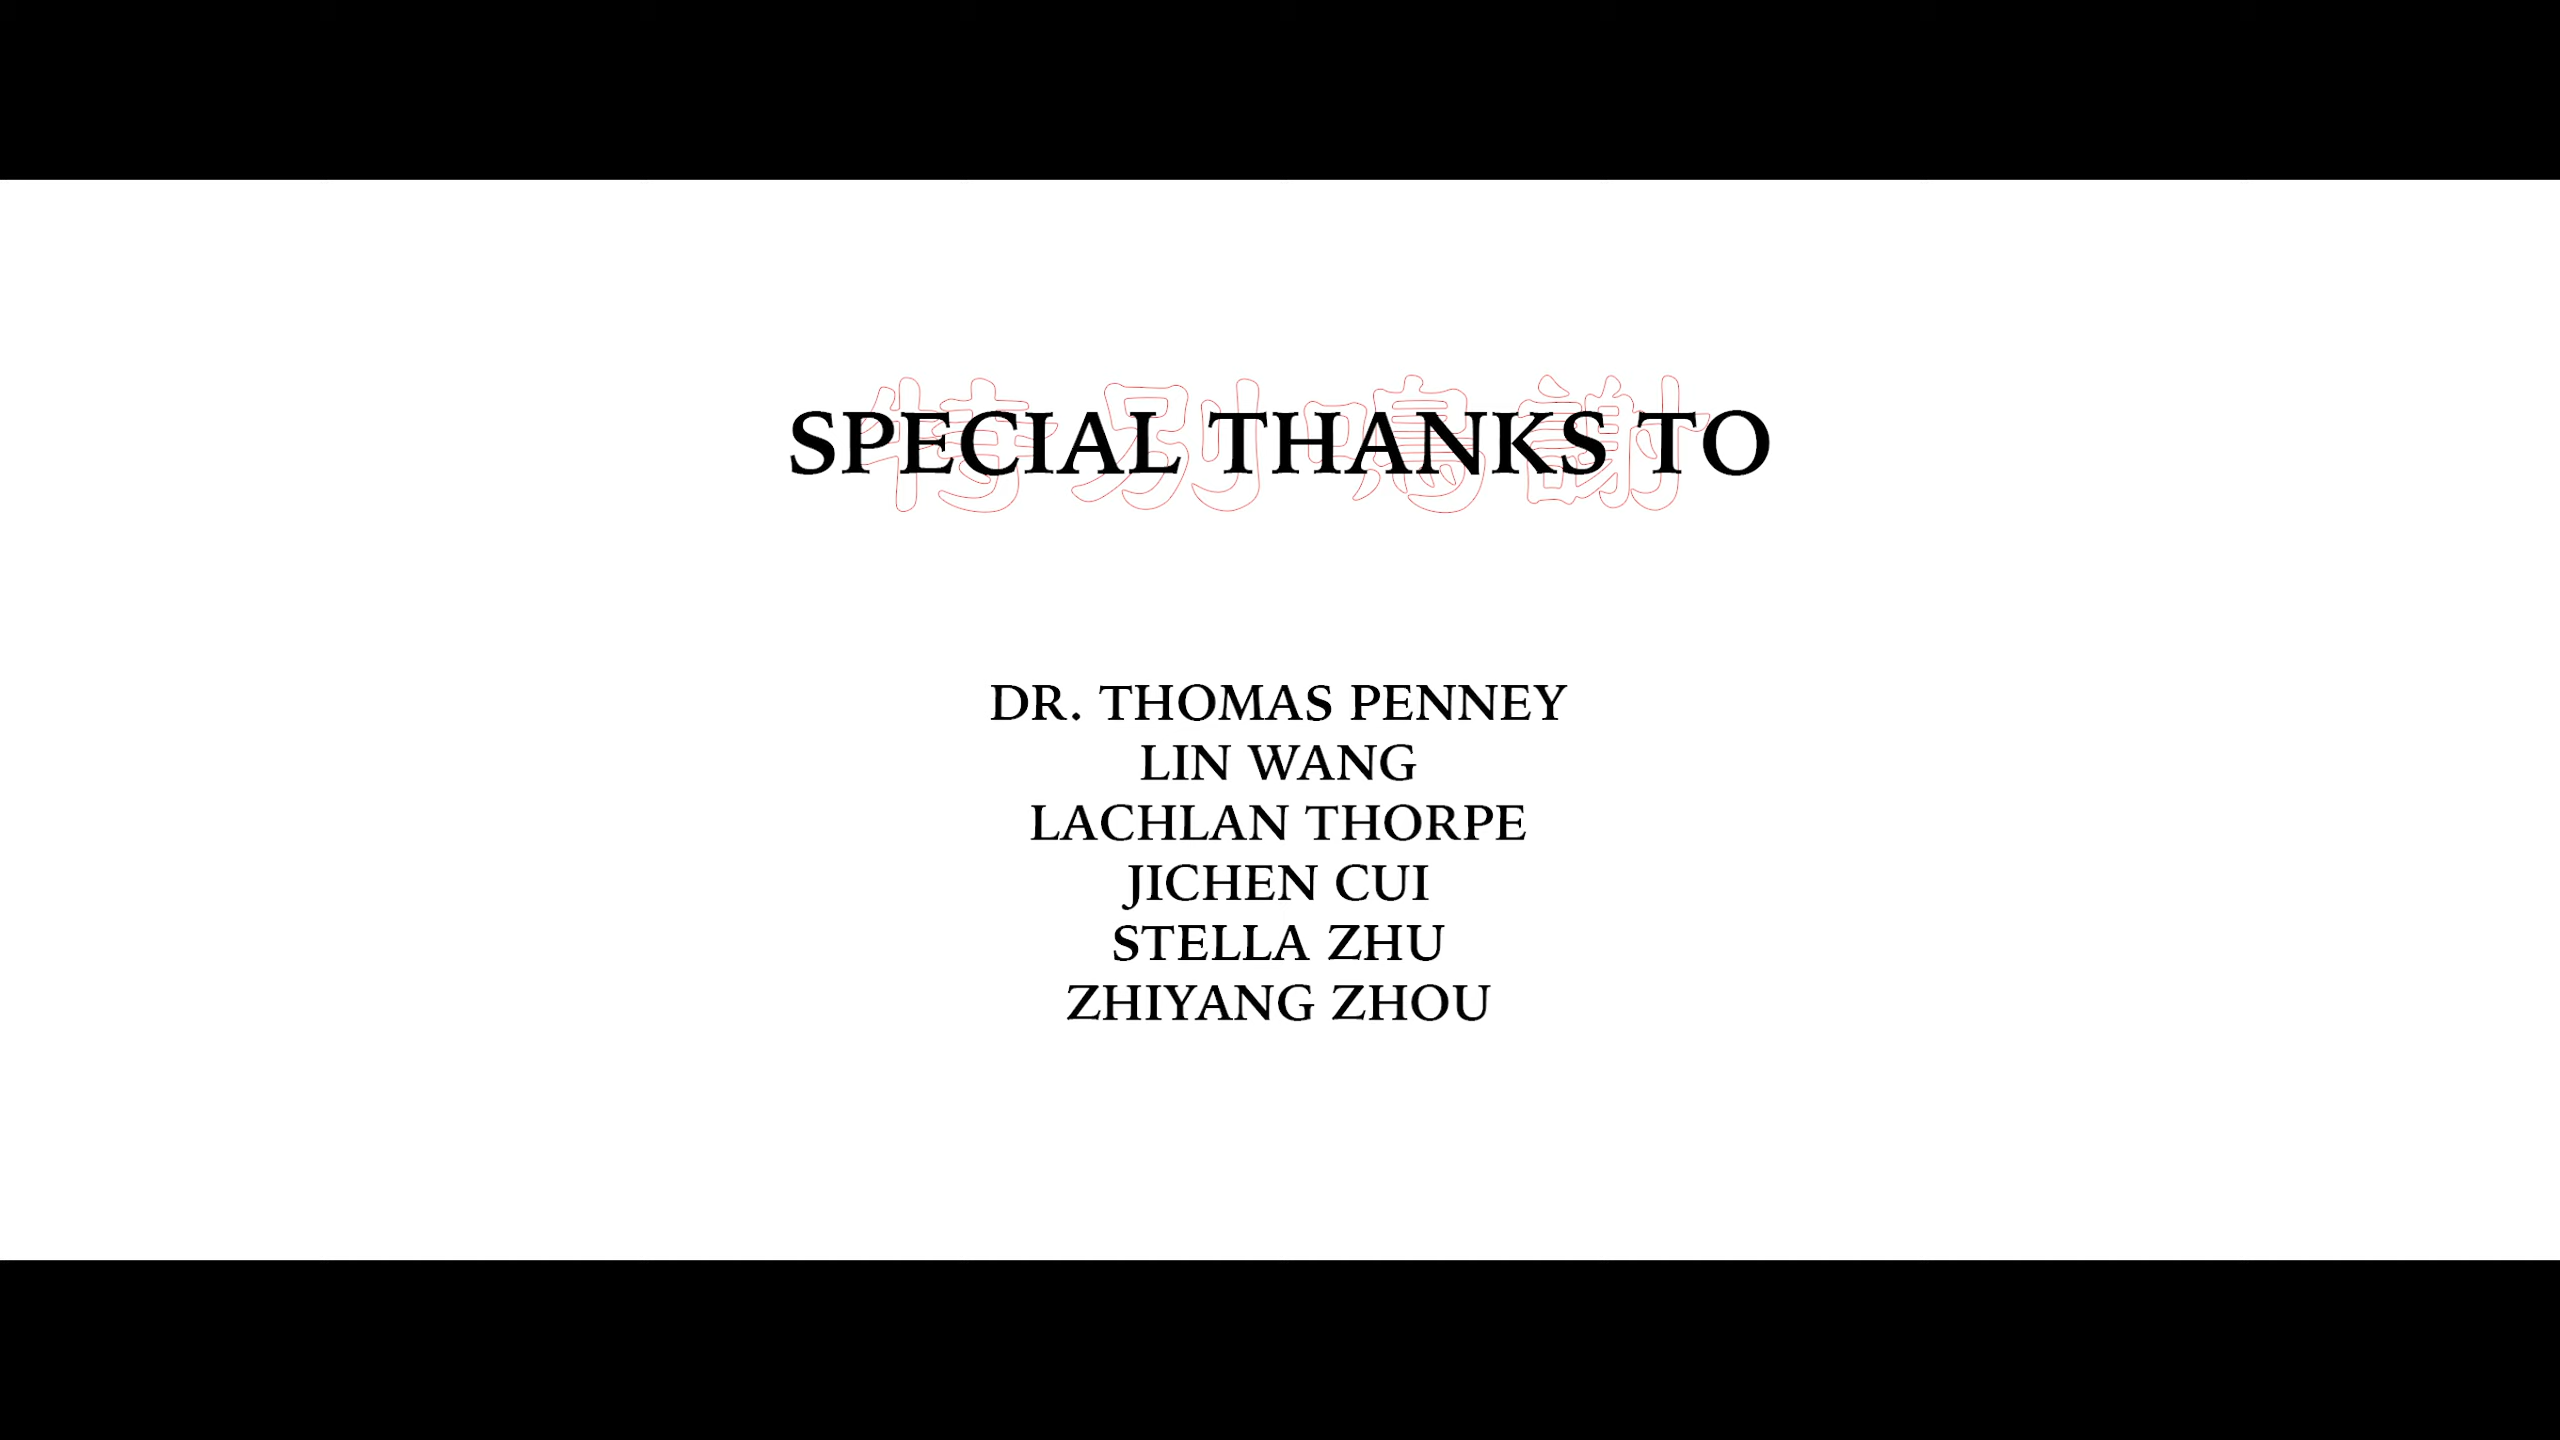 特別鳴謝
SPECIAL THANKS TO
DR. THOMAS PENNEY
LIN WANG
LACHLAN THORPE
JICHEN CUI
STELLA ZHU
ZHIYANG ZHOU